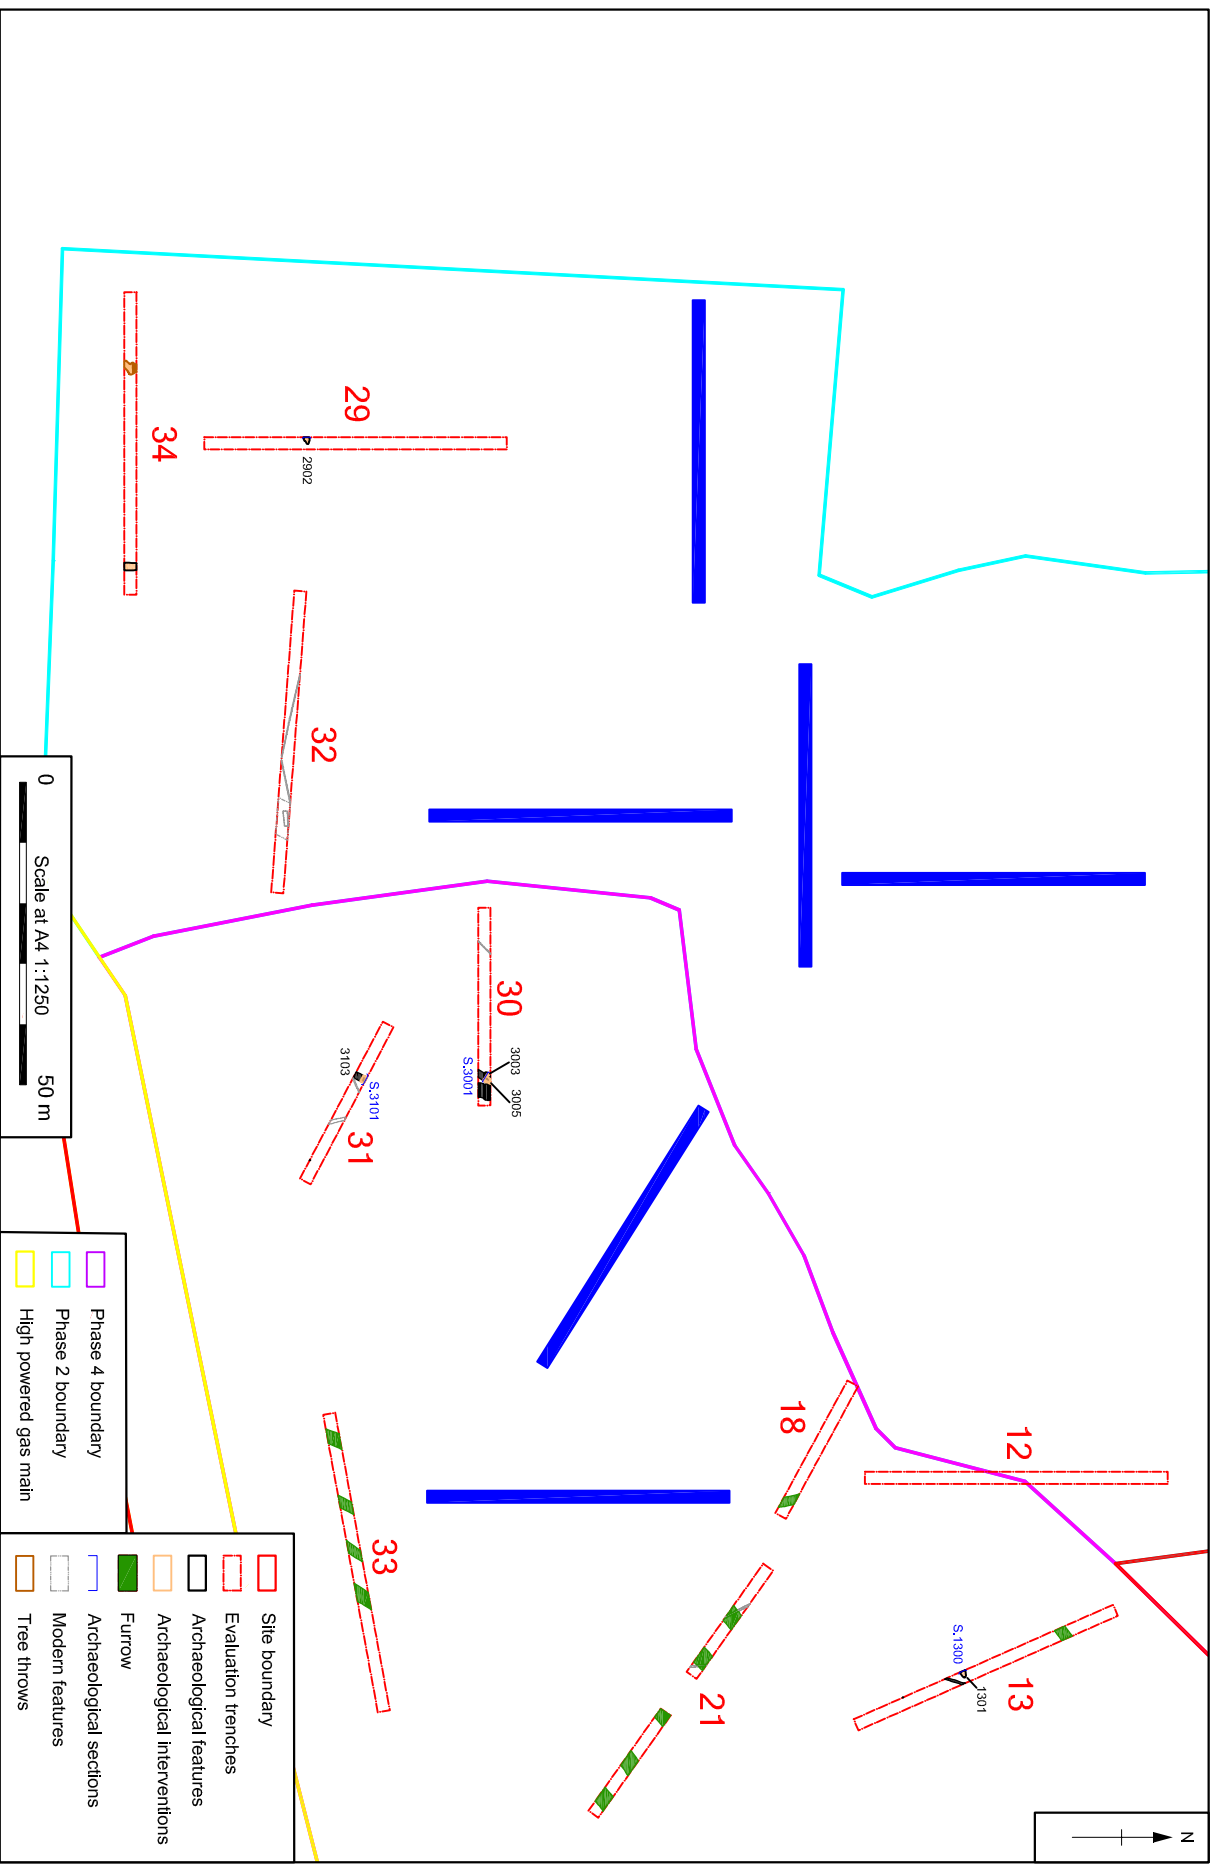 N
12
13
1301
S.1300
18
21
29
2902
30
3003
3005
S.3001
31
S.3101
3103
32
33
34
0
50 m
Scale at A4 1:1250
Phase 4 boundary
Phase 2 boundary
High powered gas main
Site boundary
Evaluation trenches
Archaeological features
Archaeological interventions
Furrow
Archaeological sections
Modern features
Tree throws